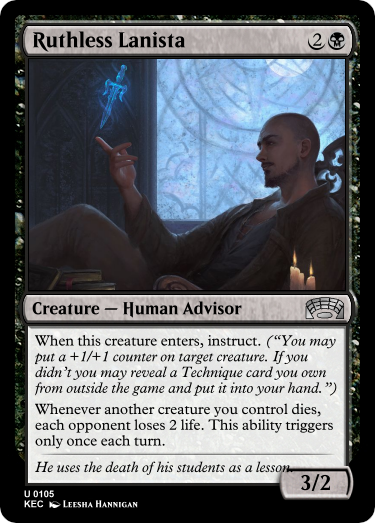 Ruthless Lanista 2
Creature — Human Advisor
When this creature enters, instruct. (“You may
put a +1/+1 counter on target creature. If you
didn’t you may reveal a Technique card you own
from outside the game and put it into your hand.”)
Whenever another creature you control dies,
each opponent loses 2 life. This ability triggers
only once each turn.
He uses the death of his students as a lesson.
3/2
U 0105
KEC Leesha Hannigan